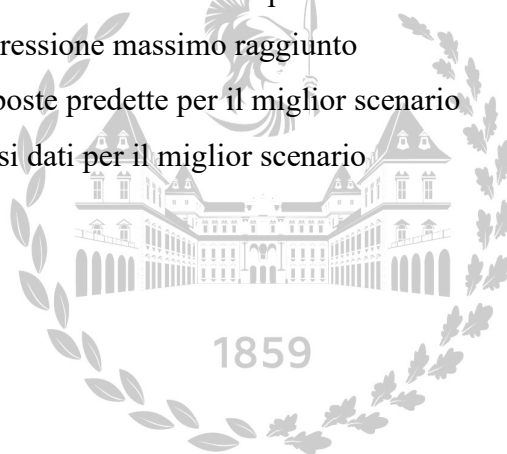 ressione massimo raggiunto
poste predette per il miglior scenario
si dati per il miglior scenario
1859